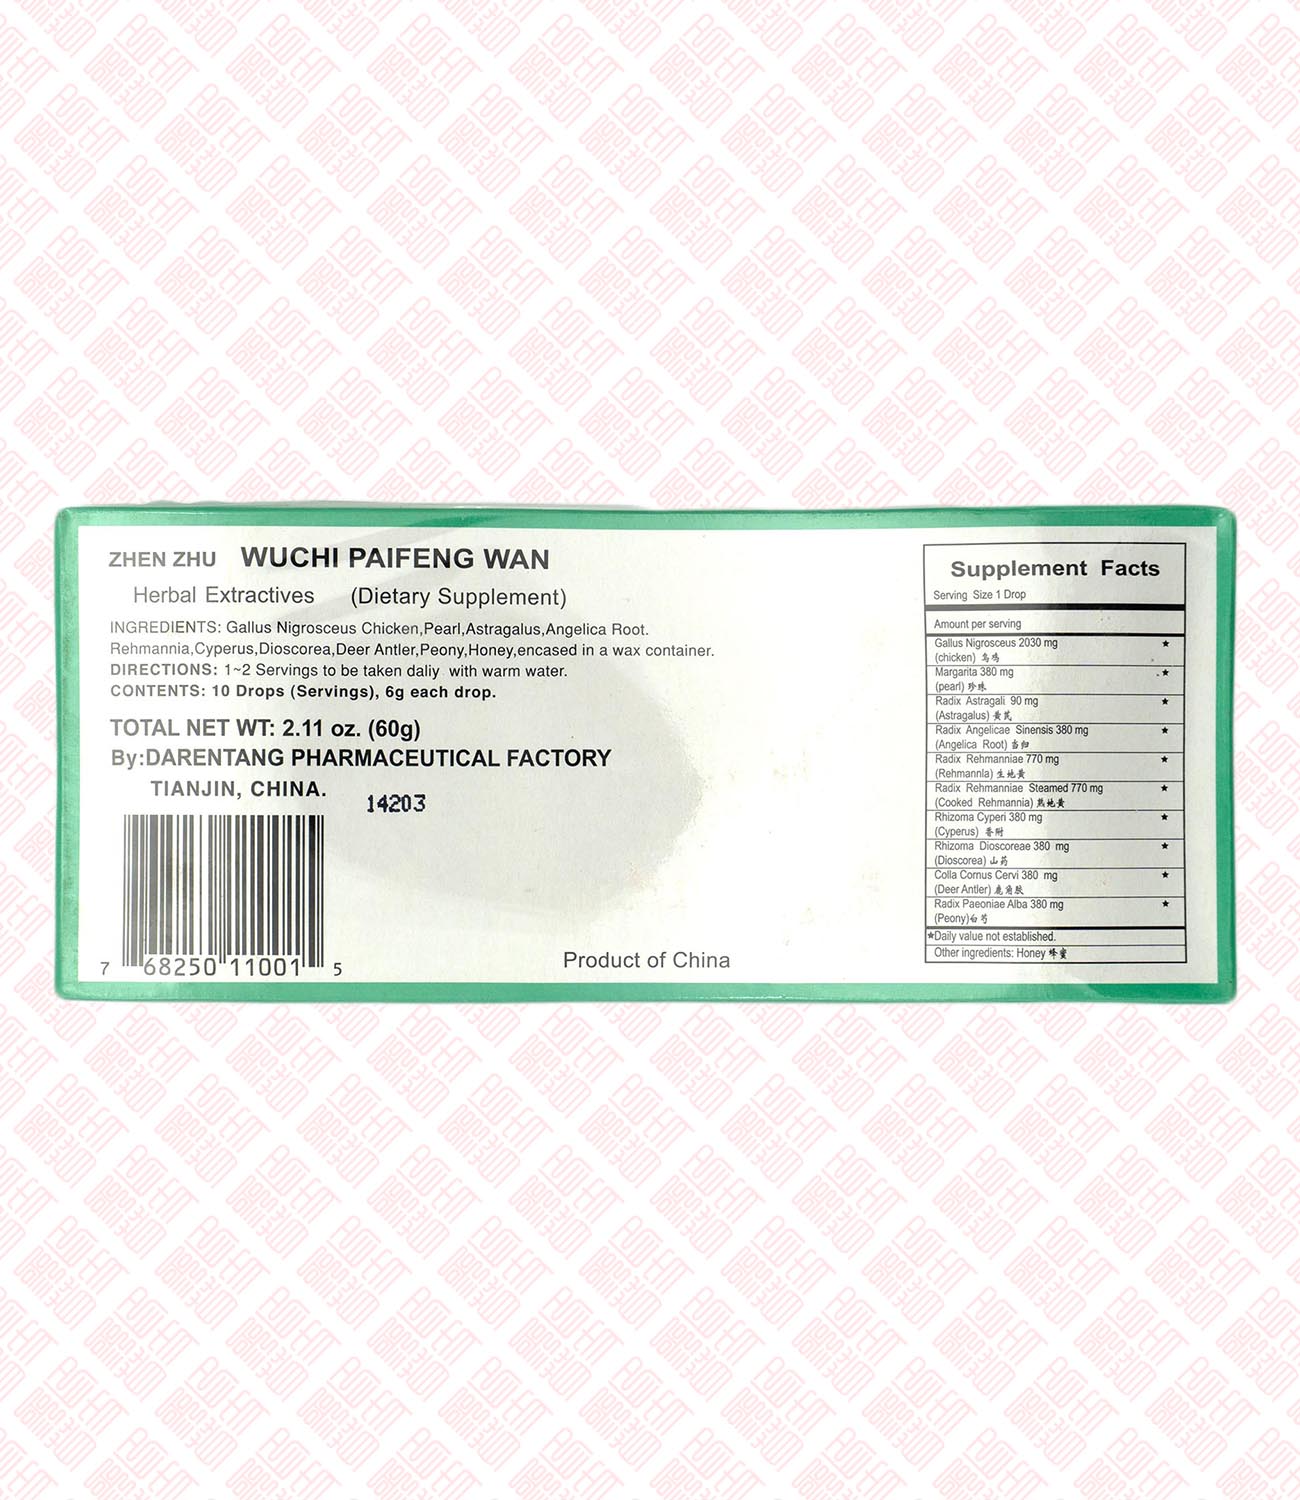 ZHEN ZHU WUCHI PAIFENG WAN
Herbal Extractives (Dietary Supplement)
INGREDIENTS: Gallus Nigrosceus Chicken,Pearl,Astragalus,Angelica Root.
Rehmannia,Cyperus,Dioscorea,Deer Antler,Peony,Honey,encased in a wax container.
DIRECTIONS: 1~2 Servings to be taken daliy with warm water.
CONTENTS: 10 Drops (Servings), 6g each drop.
TOTAL NET WT: 2.11 oz. (60g)
By:DARENTANG PHARMACEUTICAL FACTORY
TIANJIN, CHINA.
14203
7 68250 11001 5
Product of China
Supplement Facts
Serving Size 1 Drop
Amount per serving
Gallus Nigrosceus 2030 mg ★
(chicken) 乌鸡
Margarita 380 mg ★
(pearl) 珍珠
Radix Astragali 90 mg ★
(Astragalus) 黄芪
Radix Angelicae Sinensis 380 mg ★
(Angelica Root) 当归
Radix Rehmanniae 770 mg ★
(Rehmannla) 生地黄
Radix Rehmanniae Steamed 770 mg ★
(Cooked Rehmannia) 熟地黄
Rhizoma Cyperi 380 mg ★
(Cyperus) 香附
Rhizoma Dioscoreae 380 mg ★
(Dioscorea) 山药
Colla Cornus Cervi 380 mg ★
(Deer Antler) 鹿角胶
Radix Paeoniae Alba 380 mg ★
(Peony) 白芍
★Daily value not established.
Other ingredients: Honey 蜂蜜